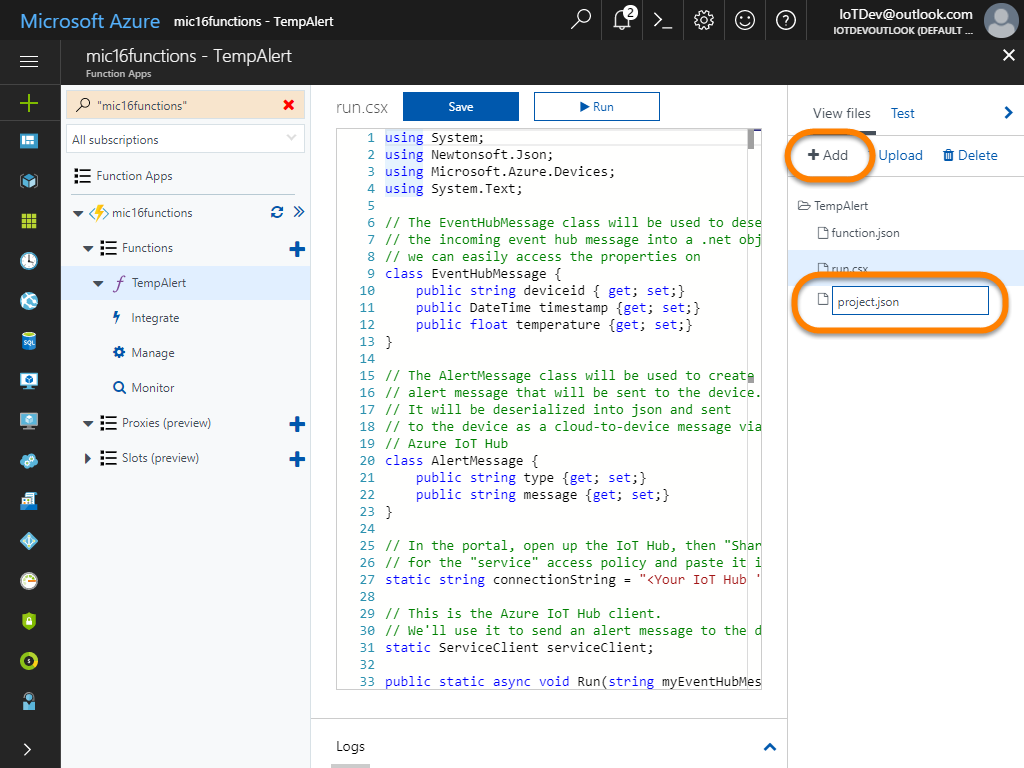 Microsoft Azure mic16functions - TempAlert
2
IoTDev@outlook.com
IOTDEVOUTLOOK (DEFAULT ...
mic16functions - TempAlert
Function Apps
"mic16functions"
All subscriptions
Function Apps
mic16functions
Functions
TempAlert
Integrate
Manage
Monitor
Proxies (preview)
Slots (preview)
run.csx
Save
Run
1 using System;
2 using Newtonsoft.Json;
3 using Microsoft.Azure.Devices;
4 using System.Text;
5
6 // The EventHubMessage class will be used to dese
7 // the incoming event hub message into a .net obj
8 // we can easily access the properties on
9 class EventHubMessage {
10 public string deviceid { get; set;}
11 public DateTime timestamp {get; set;}
12 public float temperature {get; set;}
13 }
14
15 // The AlertMessage class will be used to create
16 // alert message that will be sent to the device.
17 // It will be deserialized into json and sent
18 // to the device as a cloud-to-device message via
19 // Azure IoT Hub
20 class AlertMessage {
21 public string type {get; set;}
22 public string message {get; set;}
23 }
24
25 // In the portal, open up the IoT Hub, then "Shar
26 // for the "service" access policy and paste it i
27 static string connectionString = "<Your IoT Hub
28
29 // This is the Azure IoT Hub client.
30 // We'll use it to send an alert message to the d
31 static ServiceClient serviceClient;
32
33 public static async void Run(string myEventHubMes
Logs
View files
Test
Add
Upload
Delete
TempAlert
function.json
run.csx
project.json